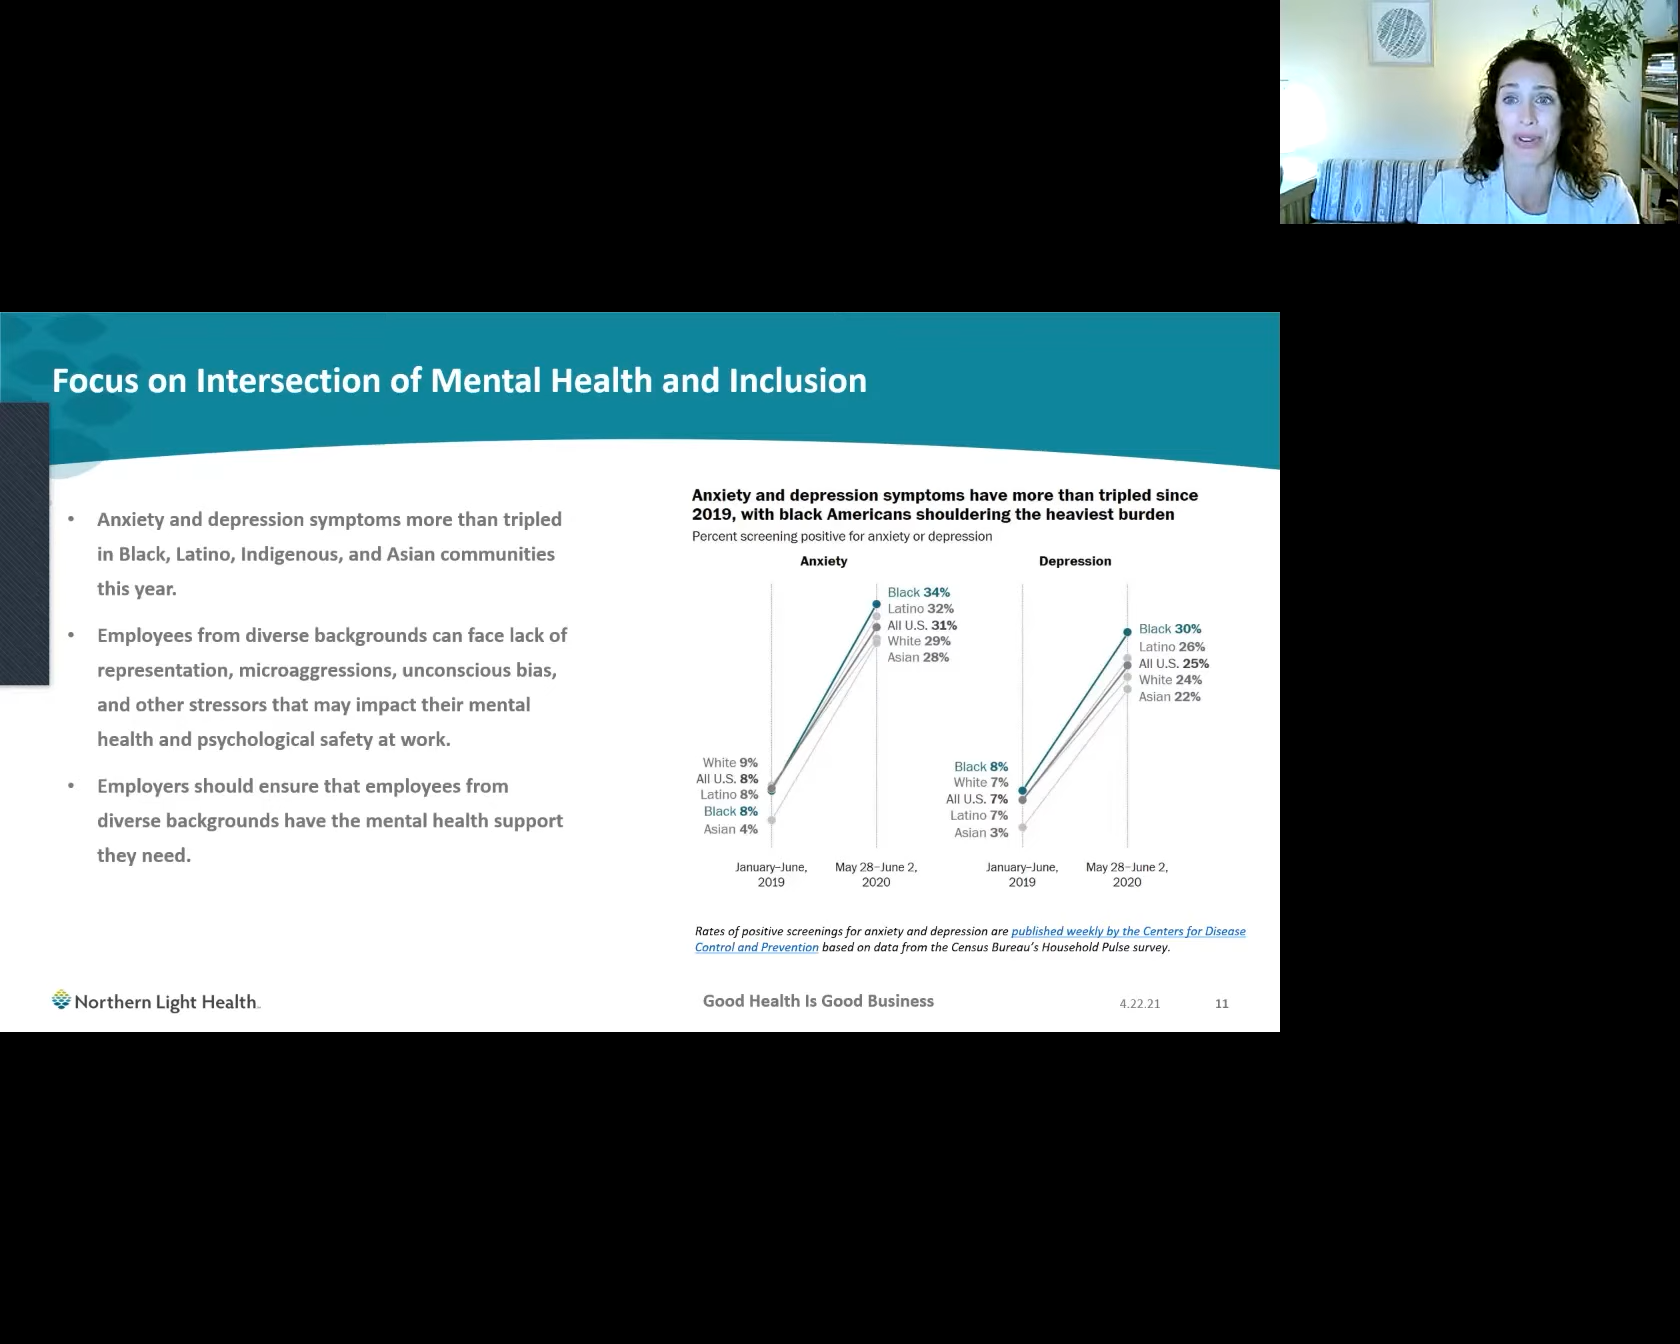 Focus on Intersection of Mental Health and Inclusion
• Anxiety and depression symptoms more than tripled
in Black, Latino, Indigenous, and Asian communities
this year.
• Employees from diverse backgrounds can face lack of
representation, microaggressions, unconscious bias,
and other stressors that may impact their mental
health and psychological safety at work.
• Employers should ensure that employees from
diverse backgrounds have the mental health support
they need.
Anxiety and depression symptoms have more than tripled since
2019, with black Americans shouldering the heaviest burden
Percent screening positive for anxiety or depression
Anxiety
Black 34%
Latino 32%
All U.S. 31%
White 29%
Asian 28%
White 9%
All U.S. 8%
Latino 8%
Black 8%
Asian 4%
January–June,
2019
May 28–June 2,
2020
Depression
Black 30%
Latino 26%
All U.S. 25%
White 24%
Asian 22%
Black 8%
White 7%
All U.S. 7%
Latino 7%
Asian 3%
January–June,
2019
May 28–June 2,
2020
Rates of positive screenings for anxiety and depression are published weekly by the Centers for Disease
Control and Prevention based on data from the Census Bureau's Household Pulse survey.
Northern Light Health
Good Health Is Good Business
4.22.21
11